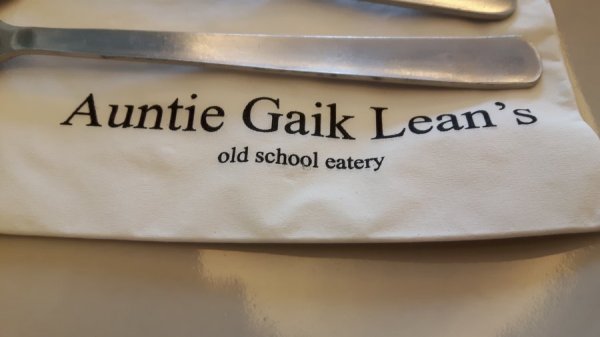 Auntie Gaik Lean’s
old school eatery